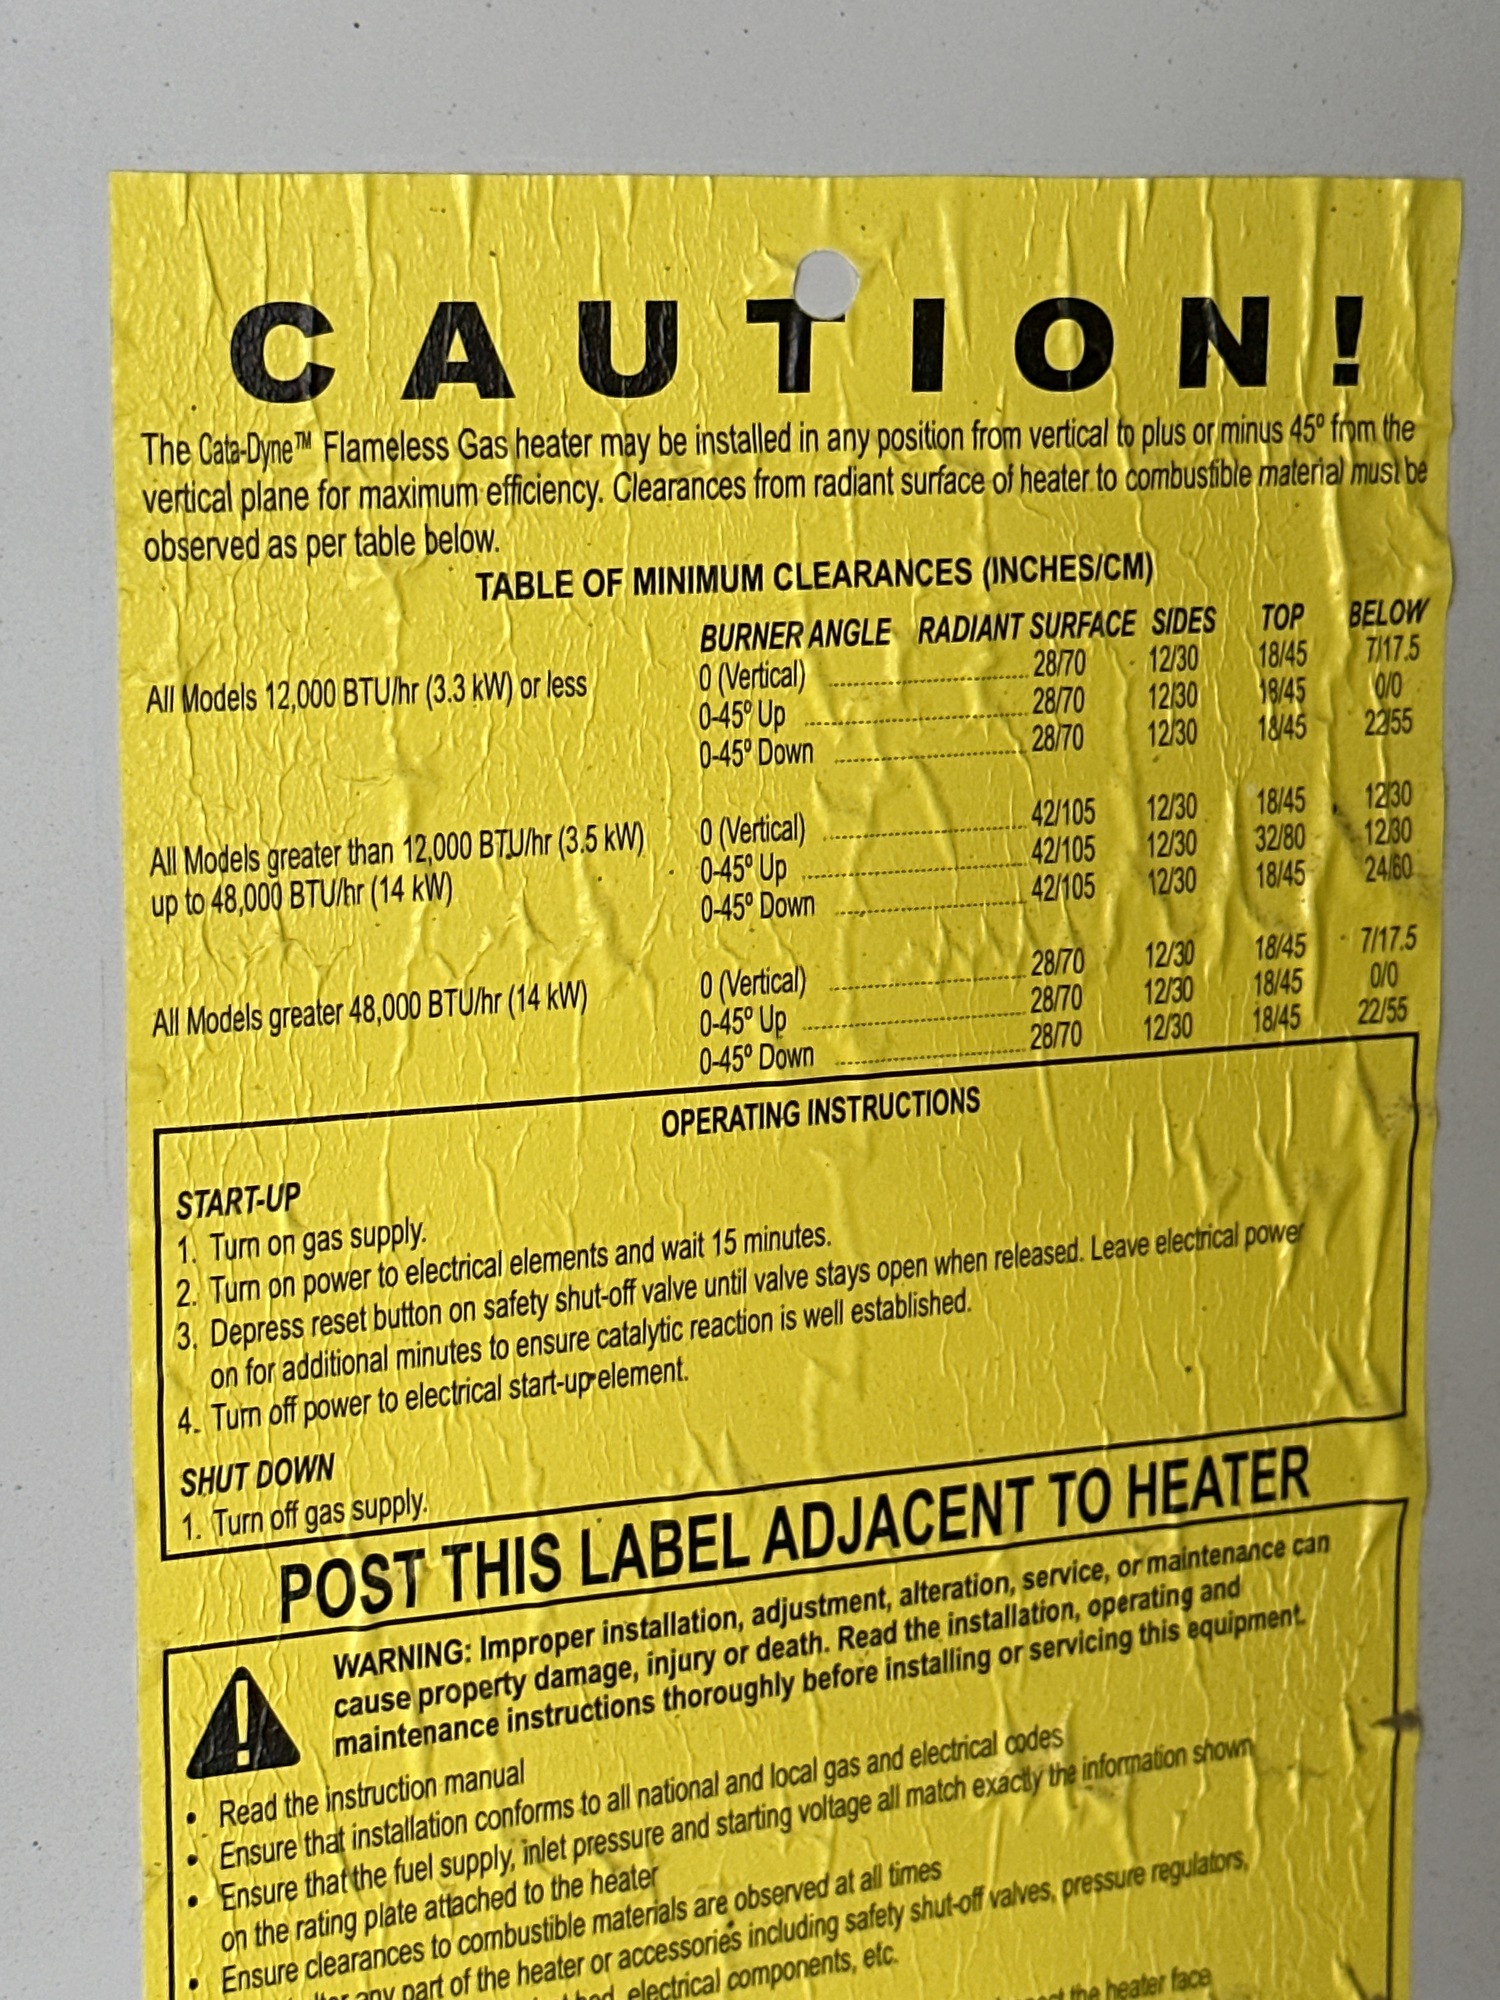 CAUTION!
The Cata-Dyne™ Flameless Gas heater may be installed in any position from vertical to plus or minus 45º from the
vertical plane for maximum efficiency. Clearances from radiant surface of heater to combustible material must be
observed as per table below.
TABLE OF MINIMUM CLEARANCES (INCHES/CM)
BURNER ANGLE RADIANT SURFACE SIDES TOP BELOW
All Models 12,000 BTU/hr (3.3 kW) or less 0 (Vertical) 28/70 12/30 18/45 7/17.5
0-45º Up 28/70 12/30 18/45 0/0
0-45º Down 28/70 12/30 18/45 22/55
All Models greater than 12,000 BTU/hr (3.5 kW) 0 (Vertical) 42/105 12/30 18/45 12/30
up to 48,000 BTU/hr (14 kW) 0-45º Up 42/105 12/30 32/80 12/30
0-45º Down 42/105 12/30 18/45 24/60
All Models greater 48,000 BTU/hr (14 kW) 0 (Vertical) 28/70 12/30 18/45 7/17.5
0-45º Up 28/70 12/30 18/45 0/0
0-45º Down 28/70 12/30 18/45 22/55
OPERATING INSTRUCTIONS
START-UP
1. Turn on gas supply.
2. Turn on power to electrical elements and wait 15 minutes.
3. Depress reset button on safety shut-off valve until valve stays open when released. Leave electrical power
on for additional minutes to ensure catalytic reaction is well established.
4. Turn off power to electrical start-up element.
SHUT DOWN
1. Turn off gas supply.
POST THIS LABEL ADJACENT TO HEATER
WARNING: Improper installation, adjustment, alteration, service, or maintenance can
cause property damage, injury or death. Read the installation, operating and
maintenance instructions thoroughly before installing or servicing this equipment.
• Read the instruction manual
• Ensure that installation conforms to all national and local gas and electrical codes
• Ensure that the fuel supply, inlet pressure and starting voltage all match exactly the information shown
on the rating plate attached to the heater
• Ensure clearances to combustible materials are observed at all times
any part of the heater or accessories including safety shut-off valves, pressure regulators,
electrical components, etc.
the heater face